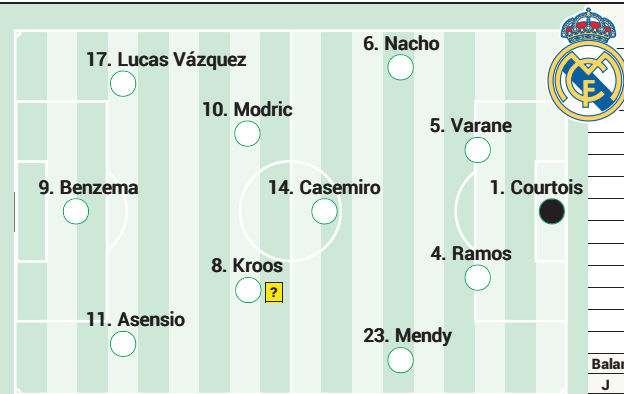 6. Nacho
17. Lucas Vázquez
10. Modric
5. Varane
9. Benzema
14. Casemiro
1. Courtois
8. Kroos
?
4. Ramos
11. Asensio
23. Mendy
Balar
J